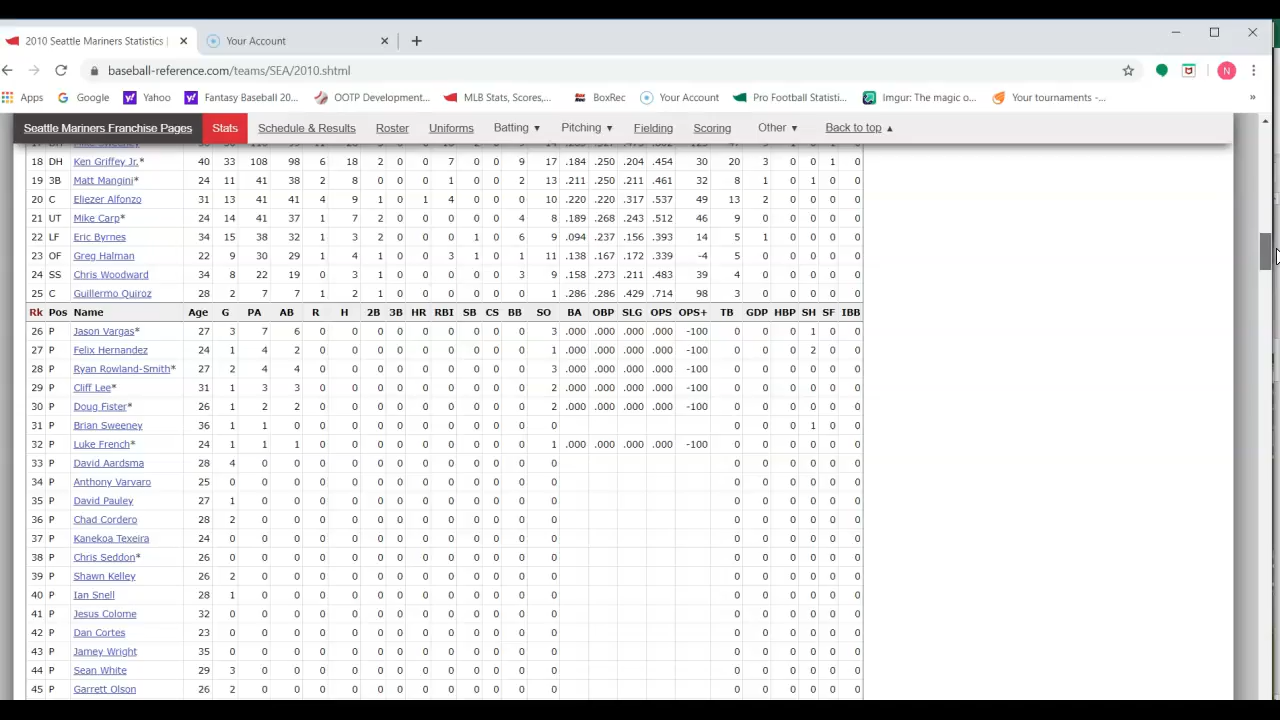 2010 Seattle Mariners Statistics |
Your Account
baseball-reference.com/teams/SEA/2010.shtml
N
Apps Google Yahoo Fantasy Baseball 20... OOTP Development... MLB Stats, Scores,... BoxRec Your Account Pro Football Statisti... Imgur: The magic o... Your tournaments -... »
Seattle Mariners Franchise Pages Stats Schedule & Results Roster Uniforms Batting ▼ Pitching ▼ Fielding Scoring Other ▼ Back to top ▲
18 DH Ken Griffey Jr.* 40 33 108 98 6 18 2 0 0 7 0 0 9 17 .184 .250 .204 .454 30 20 3 0 0 1 0
19 3B Matt Mangini* 24 11 41 38 2 8 0 0 0 1 0 0 2 13 .211 .250 .211 .461 32 8 1 0 1 0 0
20 C Eliezer Alfonzo 31 13 41 41 4 9 1 0 1 4 0 0 0 10 .220 .220 .317 .537 49 13 2 0 0 0 0
21 UT Mike Carp* 24 14 41 37 1 7 2 0 0 0 0 0 4 8 .189 .268 .243 .512 46 9 0 0 0 0 0
22 LF Eric Byrnes 34 15 38 32 1 3 2 0 0 0 1 0 6 9 .094 .237 .156 .393 14 5 1 0 0 0 0
23 OF Greg Halman 22 9 30 29 1 4 1 0 0 3 1 0 1 11 .138 .167 .172 .339 -4 5 0 0 0 0 0
24 SS Chris Woodward 34 8 22 19 0 3 1 0 0 0 0 0 3 9 .158 .273 .211 .483 39 4 0 0 0 0 0
25 C Guillermo Quiroz 28 2 7 7 1 2 1 0 0 0 0 0 0 1 .286 .286 .429 .714 98 3 0 0 0 0 0
Rk Pos Name Age G PA AB R H 2B 3B HR RBI SB CS BB SO BA OBP SLG OPS OPS+ TB GDP HBP SH SF IBB
26 P Jason Vargas* 27 3 7 6 0 0 0 0 0 0 0 0 0 3 .000 .000 .000 .000 -100 0 0 0 1 0 0
27 P Felix Hernandez 24 1 4 2 0 0 0 0 0 0 0 0 0 1 .000 .000 .000 .000 -100 0 0 0 2 0 0
28 P Ryan Rowland-Smith* 27 2 4 4 0 0 0 0 0 0 0 0 0 3 .000 .000 .000 .000 -100 0 0 0 0 0 0
29 P Cliff Lee* 31 1 3 3 0 0 0 0 0 0 0 0 0 2 .000 .000 .000 .000 -100 0 0 0 0 0 0
30 P Doug Fister* 26 1 2 2 0 0 0 0 0 0 0 0 0 2 .000 .000 .000 .000 -100 0 0 0 0 0 0
31 P Brian Sweeney 36 1 1 0 0 0 0 0 0 0 0 0 0 0 0 0 0 1 0 0
32 P Luke French* 24 1 1 1 0 0 0 0 0 0 0 0 0 1 .000 .000 .000 .000 -100 0 0 0 0 0 0
33 P David Aardsma 28 4 0 0 0 0 0 0 0 0 0 0 0 0 0 0 0 0 0 0
34 P Anthony Varvaro 25 0 0 0 0 0 0 0 0 0 0 0 0 0 0 0 0 0 0 0
35 P David Pauley 27 1 0 0 0 0 0 0 0 0 0 0 0 0 0 0 0 0 0 0
36 P Chad Cordero 28 2 0 0 0 0 0 0 0 0 0 0 0 0 0 0 0 0 0 0
37 P Kanekoa Texeira 24 0 0 0 0 0 0 0 0 0 0 0 0 0 0 0 0 0 0 0
38 P Chris Seddon* 26 0 0 0 0 0 0 0 0 0 0 0 0 0 0 0 0 0 0 0
39 P Shawn Kelley 26 2 0 0 0 0 0 0 0 0 0 0 0 0 0 0 0 0 0 0
40 P Ian Snell 28 1 0 0 0 0 0 0 0 0 0 0 0 0 0 0 0 0 0 0
41 P Jesus Colome 32 0 0 0 0 0 0 0 0 0 0 0 0 0 0 0 0 0 0 0
42 P Dan Cortes 23 0 0 0 0 0 0 0 0 0 0 0 0 0 0 0 0 0 0 0
43 P Jamey Wright 35 0 0 0 0 0 0 0 0 0 0 0 0 0 0 0 0 0 0 0
44 P Sean White 29 3 0 0 0 0 0 0 0 0 0 0 0 0 0 0 0 0 0 0
45 P Garrett Olson 26 2 0 0 0 0 0 0 0 0 0 0 0 0 0 0 0 0 0 0